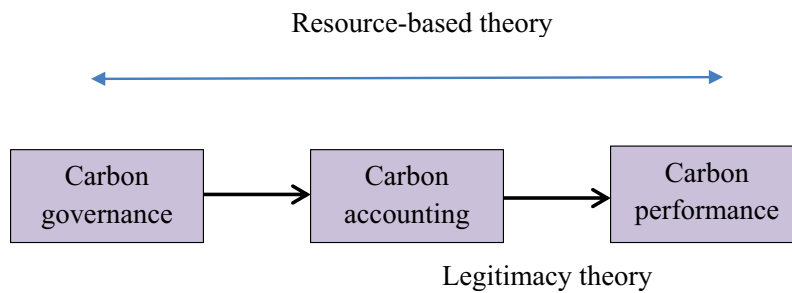 Resource-based theory
Carbon
governance
Carbon
accounting
Carbon
performance
Legitimacy theory